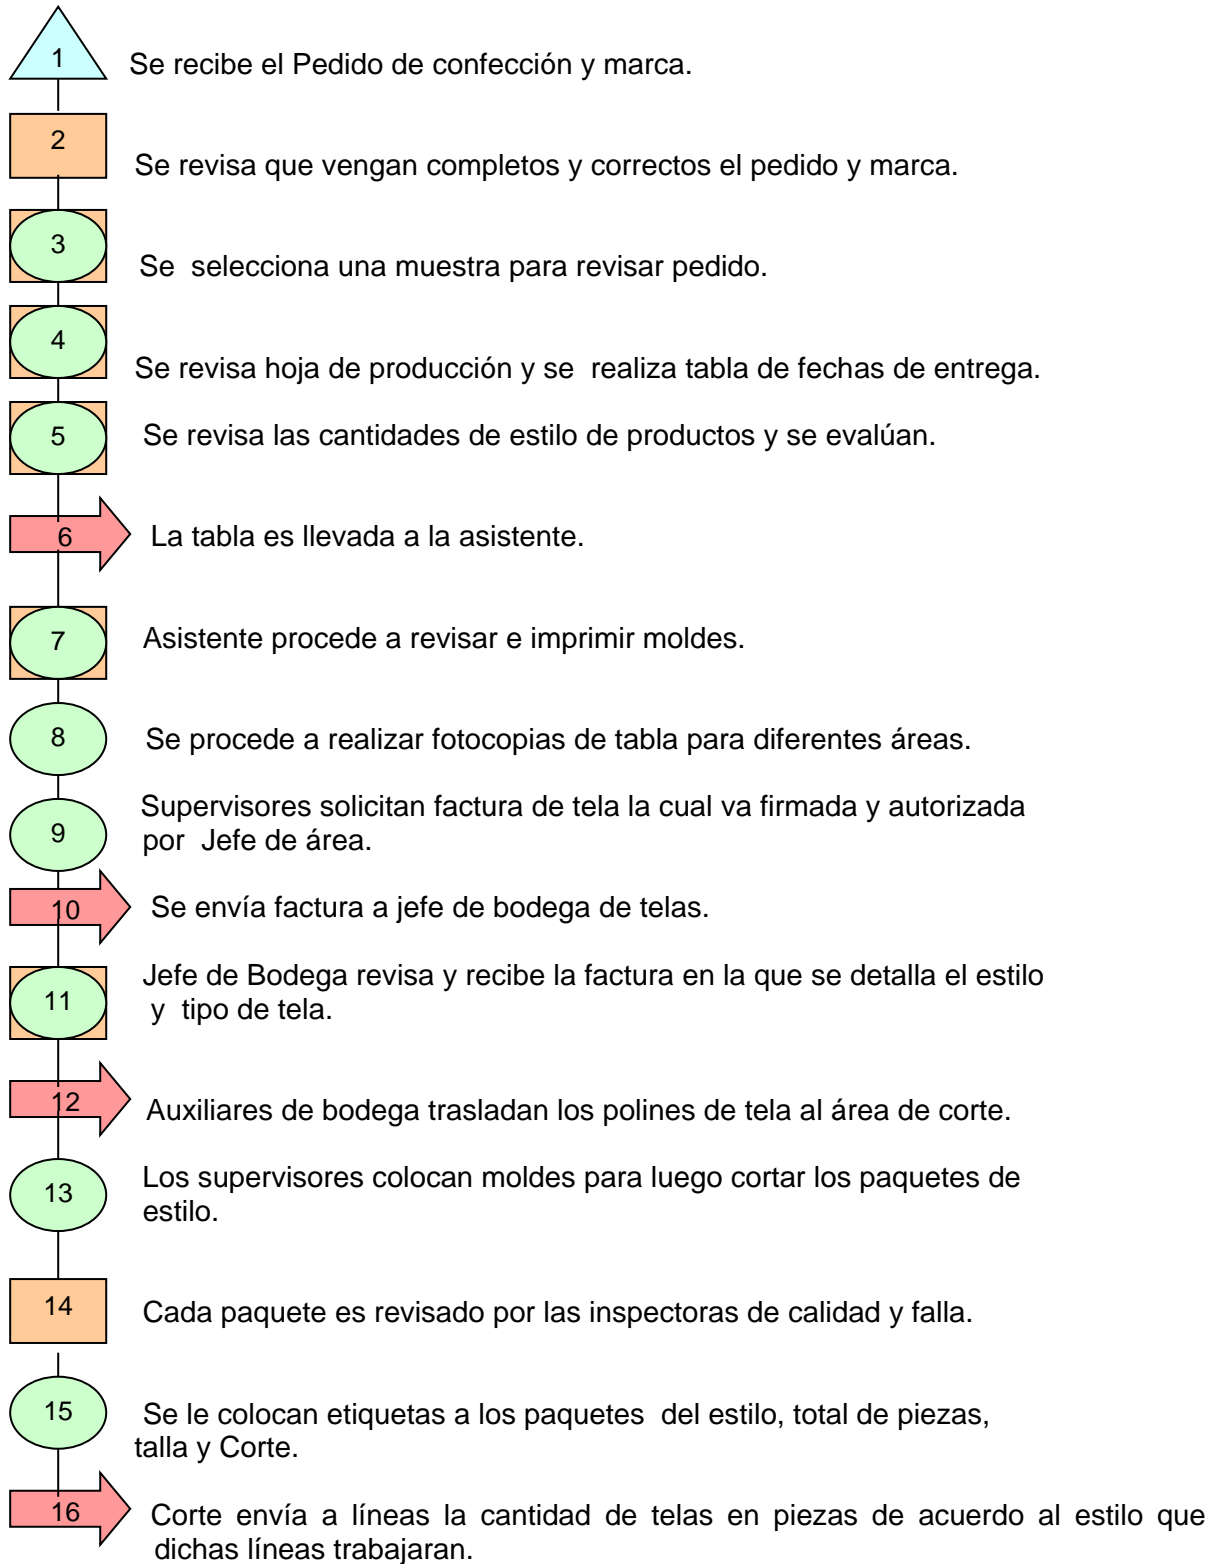 1 Se recibe el Pedido de confección y marca.
2 Se revisa que vengan completos y correctos el pedido y marca.
3 Se selecciona una muestra para revisar pedido.
4 Se revisa hoja de producción y se realiza tabla de fechas de entrega.
5 Se revisa las cantidades de estilo de productos y se evalúan.
6 La tabla es llevada a la asistente.
7 Asistente procede a revisar e imprimir moldes.
8 Se procede a realizar fotocopias de tabla para diferentes áreas.
9 Supervisores solicitan factura de tela la cual va firmada y autorizada
por Jefe de área.
10 Se envía factura a jefe de bodega de telas.
11 Jefe de Bodega revisa y recibe la factura en la que se detalla el estilo
y tipo de tela.
12 Auxiliares de bodega trasladan los polines de tela al área de corte.
13 Los supervisores colocan moldes para luego cortar los paquetes de
estilo.
14 Cada paquete es revisado por las inspectoras de calidad y falla.
15 Se le colocan etiquetas a los paquetes del estilo, total de piezas,
talla y Corte.
16 Corte envía a líneas la cantidad de telas en piezas de acuerdo al estilo que
dichas líneas trabajaran.